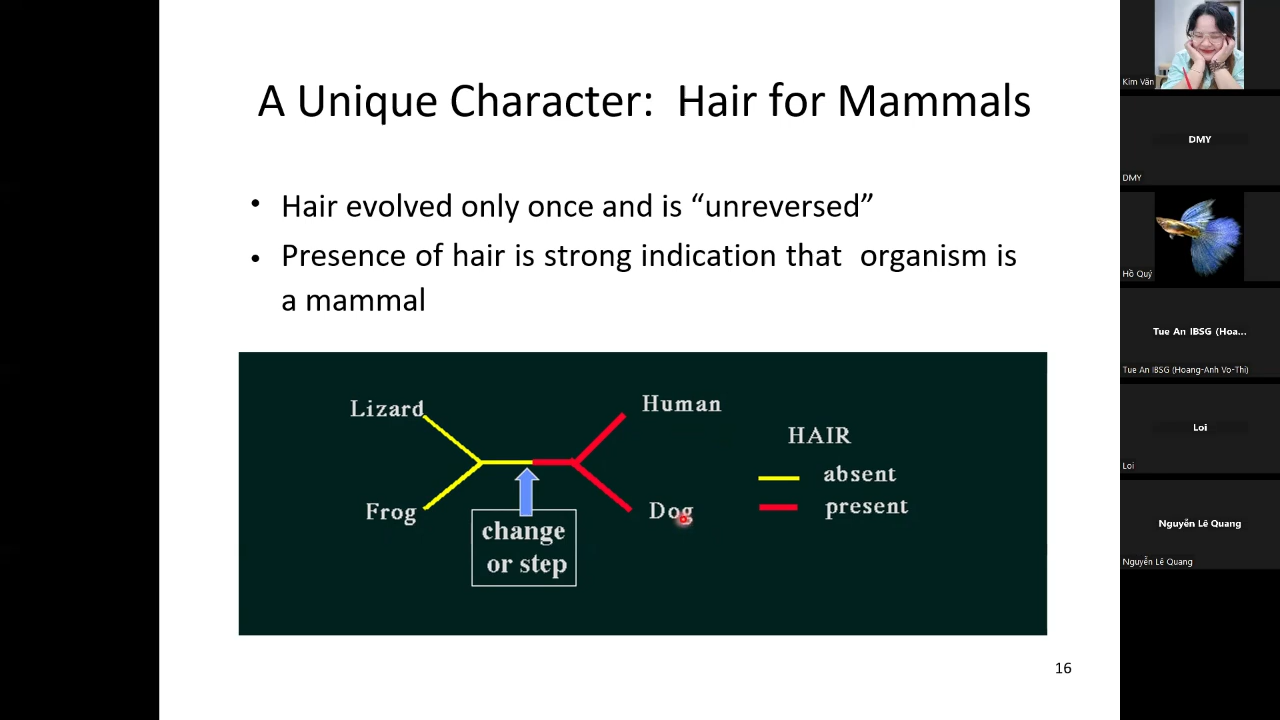 A Unique Character:  Hair for Mammals
• Hair evolved only once and is “unreversed”
• Presence of hair is strong indication that  organism is
a mammal
Lizard
Human
Frog
Dog
change
or step
HAIR
absent
present
16
Kim Vân
DMY
DMY
Hồ Quý
Tue An IBSG (Hoa...
Tue An IBSG (Hoang-Anh Vo-Thi)
Loi
Loi
Nguyễn Lê Quang
Nguyễn Lê Quang